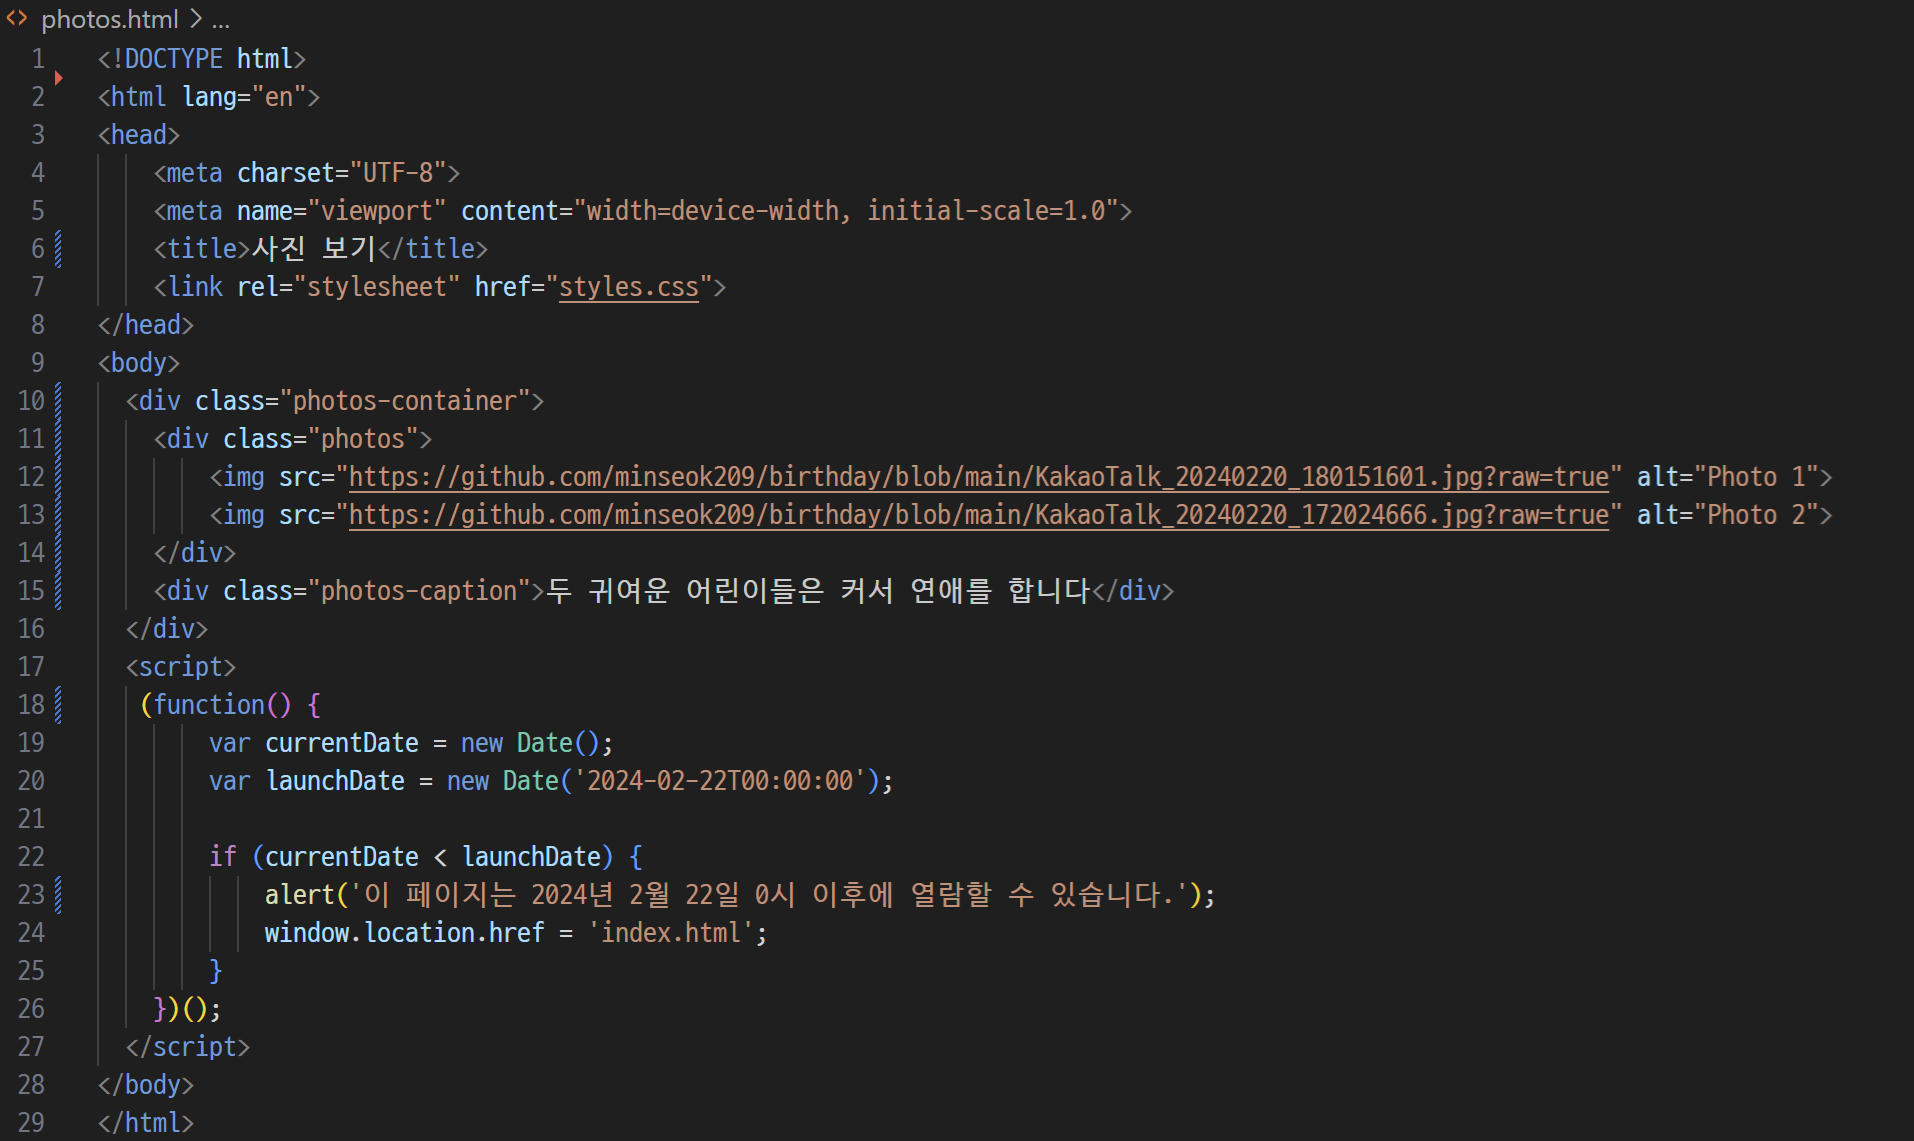 photos.html > ...
1 <!DOCTYPE html>
2 <html lang="en">
3 <head>
4     <meta charset="UTF-8">
5     <meta name="viewport" content="width=device-width, initial-scale=1.0">
6     <title>사진 보기</title>
7     <link rel="stylesheet" href="styles.css">
8 </head>
9 <body>
10   <div class="photos-container">
11     <div class="photos">
12         <img src="https://github.com/minseok209/birthday/blob/main/KakaoTalk_20240220_180151601.jpg?raw=true" alt="Photo 1">
13         <img src="https://github.com/minseok209/birthday/blob/main/KakaoTalk_20240220_172024666.jpg?raw=true" alt="Photo 2">
14     </div>
15     <div class="photos-caption">두 귀여운 어린이들은 커서 연애를 합니다</div>
16   </div>
17   <script>
18    (function() {
19         var currentDate = new Date();
20         var launchDate = new Date('2024-02-22T00:00:00');
21
22         if (currentDate < launchDate) {
23             alert('이 페이지는 2024년 2월 22일 0시 이후에 열람할 수 있습니다.');
24             window.location.href = 'index.html';
25         }
26     })();
27   </script>
28 </body>
29 </html>